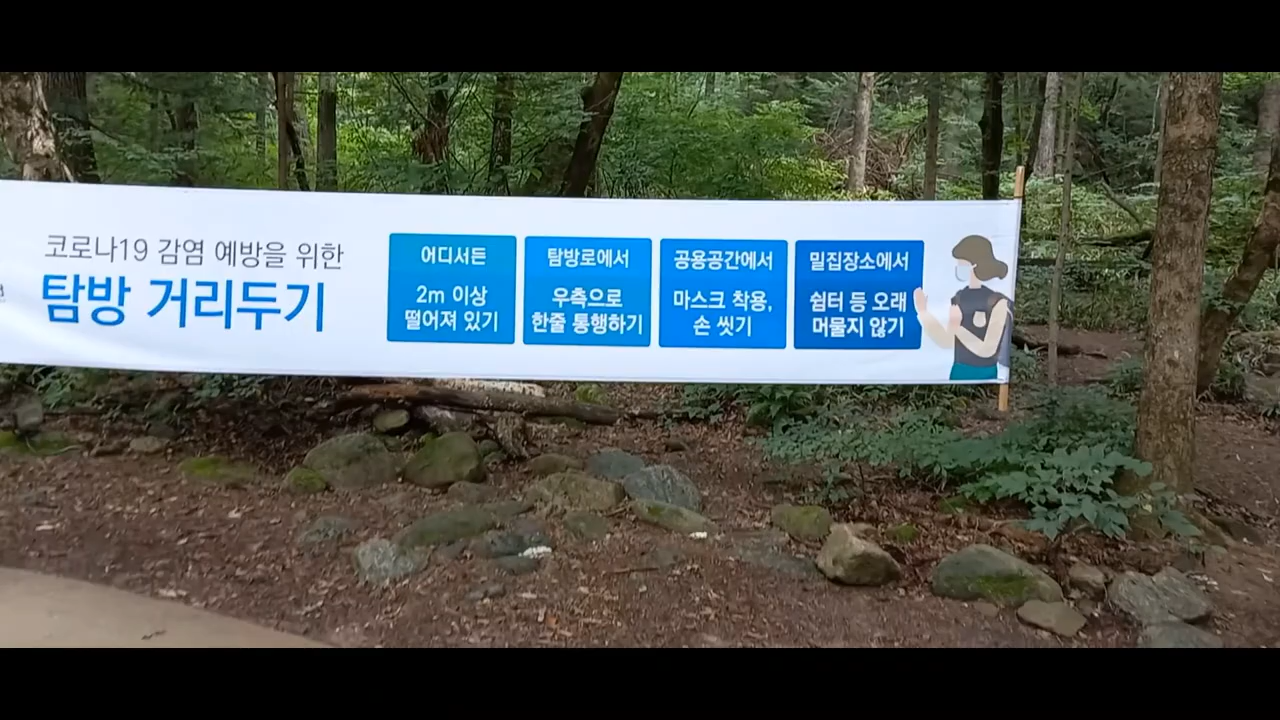 코로나19 감염 예방을 위한
탐방 거리두기
어디서든
2m 이상
떨어져 있기
탐방로에서
우측으로
한줄 통행하기
공용공간에서
마스크 착용,
손 씻기
밀집장소에서
쉼터 등 오래
머물지 않기